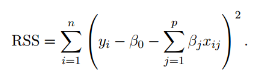 RSS = \sum_{i=1}^{n} \left( y_i - \beta_0 - \sum_{j=1}^{p} \beta_j x_{ij} \right)^2 .